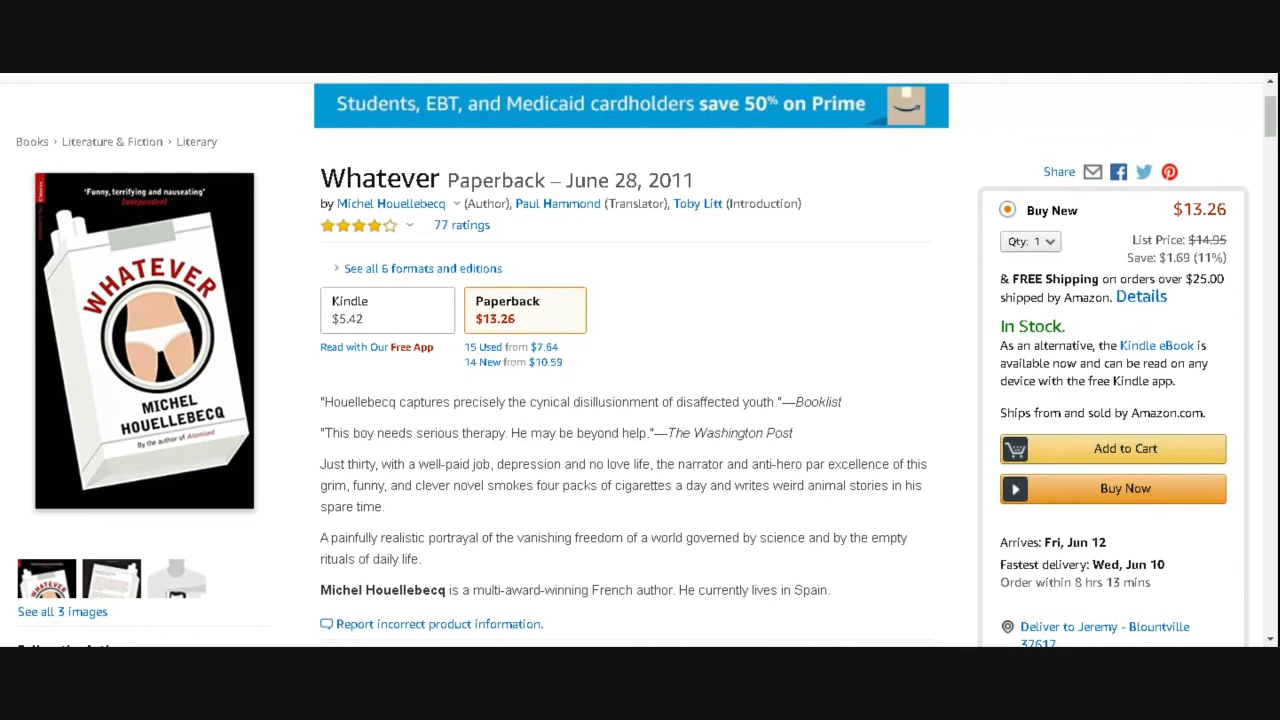 Students, EBT, and Medicaid cardholders save 50% on Prime
Books › Literature & Fiction › Literary
"Funny, terrifying and nauseating"
Independent
WHATEVER
MICHEL
HOUELLEBECQ
By the author of Atomised
See all 3 images
Whatever Paperback – June 28, 2011
by Michel Houellebecq (Author), Paul Hammond (Translator), Toby Litt (Introduction)
77 ratings
› See all 6 formats and editions
Kindle
$5.42
Paperback
$13.26
Read with Our Free App
15 Used from $7.64
14 New from $10.59
"Houellebecq captures precisely the cynical disillusionment of disaffected youth."—Booklist
"This boy needs serious therapy. He may be beyond help."—The Washington Post
Just thirty, with a well-paid job, depression and no love life, the narrator and anti-hero par excellence of this
grim, funny, and clever novel smokes four packs of cigarettes a day and writes weird animal stories in his
spare time.
A painfully realistic portrayal of the vanishing freedom of a world governed by science and by the empty
rituals of daily life.
Michel Houellebecq is a multi-award-winning French author. He currently lives in Spain.
Report incorrect product information.
Share
Buy New $13.26
Qty: 1
List Price: $14.95
Save: $1.69 (11%)
& FREE Shipping on orders over $25.00
shipped by Amazon. Details
In Stock.
As an alternative, the Kindle eBook is
available now and can be read on any
device with the free Kindle app.
Ships from and sold by Amazon.com.
Add to Cart
Buy Now
Arrives: Fri, Jun 12
Fastest delivery: Wed, Jun 10
Order within 8 hrs 13 mins
Deliver to Jeremy - Blountville
37617